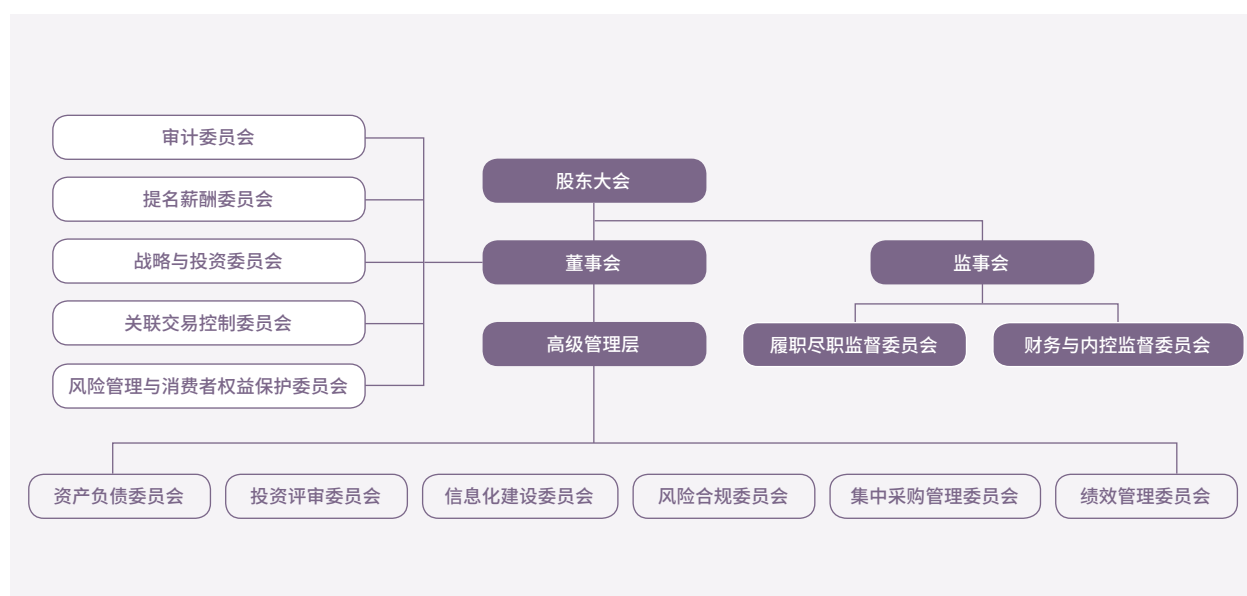 审计委员会
提名薪酬委员会
战略与投资委员会
关联交易控制委员会
风险管理与消费者权益保护委员会
股东大会
董事会
监事会
高级管理层
履职尽职监督委员会
财务与内控监督委员会
资产负债委员会
投资评审委员会
信息化建设委员会
风险合规委员会
集中采购管理委员会
绩效管理委员会